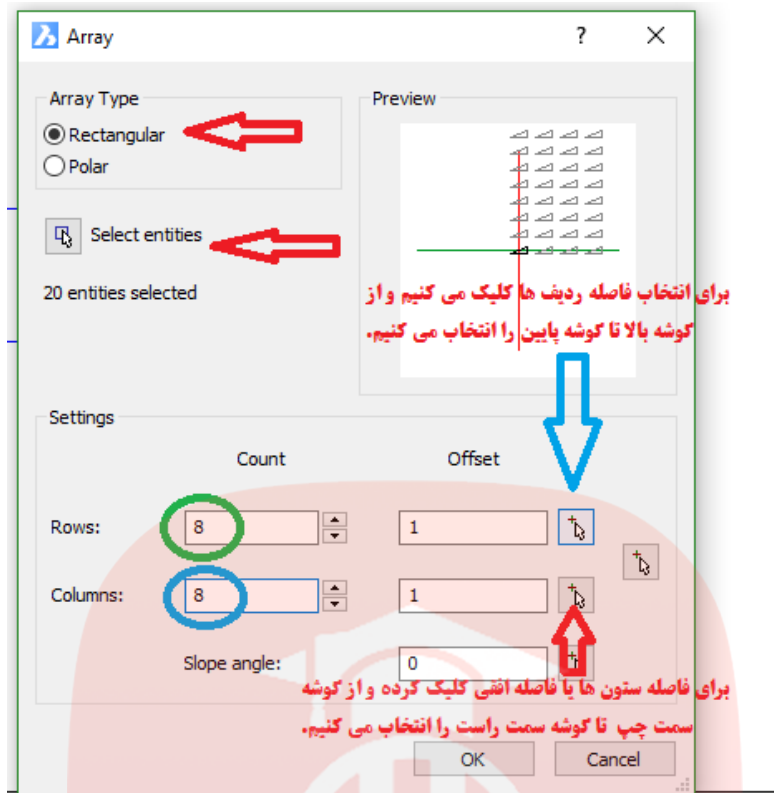 Array
?
Array Type
Preview
Rectangular
Polar
Select entities
20 entities selected
برای انتخاب فاصله ردیف ها کلیک می کنیم و از
گوشه بالا تا گوشه پایین را انتخاب می کنیم.
Settings
Count
Offset
Rows:
8
1
Columns:
8
1
Slope angle:
0
برای فاصله ستون ها یا فاصله افقی کلیک کرده و از گوشه
سمت چپ تا گوشه سمت راست را انتخاب می کنیم.
OK
Cancel